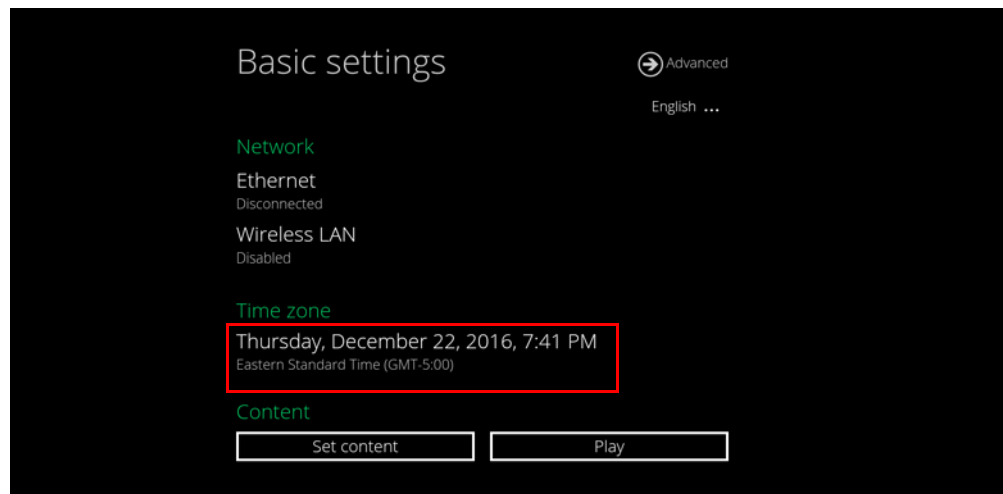 Basic settings
Advanced
English ...
Network
Ethernet
Disconnected
Wireless LAN
Disabled
Time zone
Thursday, December 22, 2016, 7:41 PM
Eastern Standard Time (GMT-5:00)
Content
Set content
Play